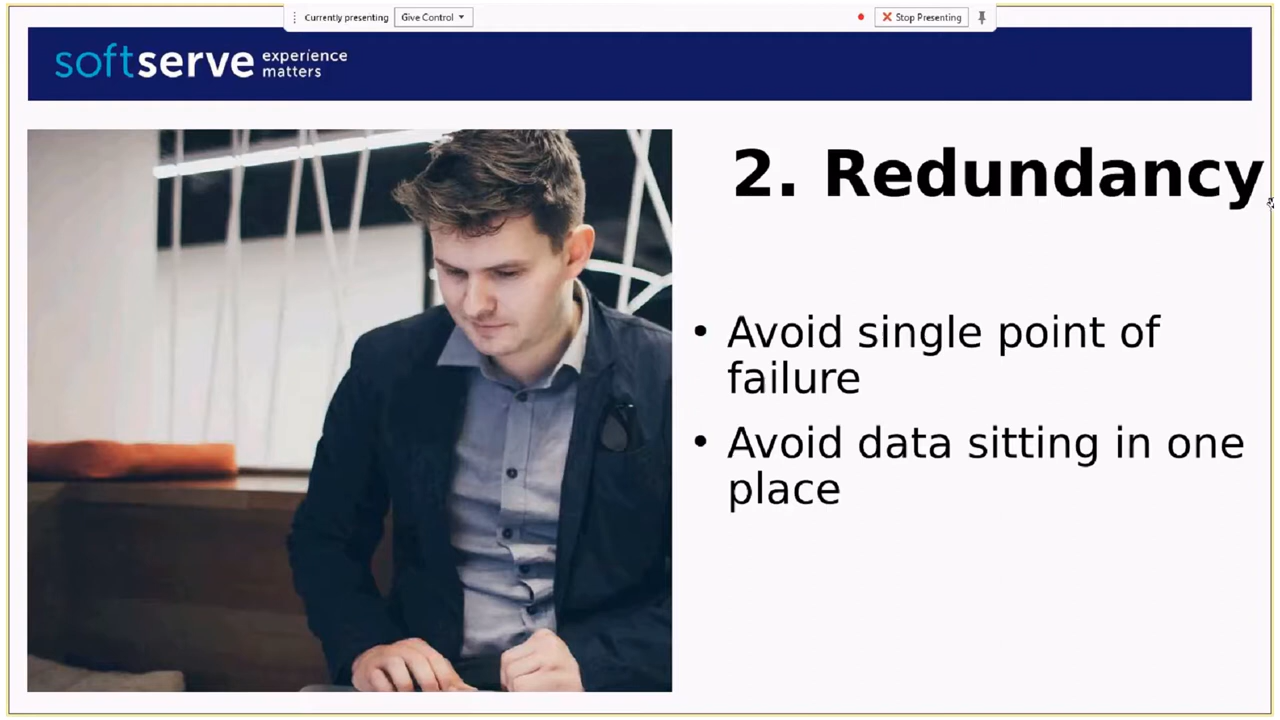 Currently presenting Give Control Stop Presenting
softserve experience matters
2. Redundancy
• Avoid single point of
failure
• Avoid data sitting in one
place